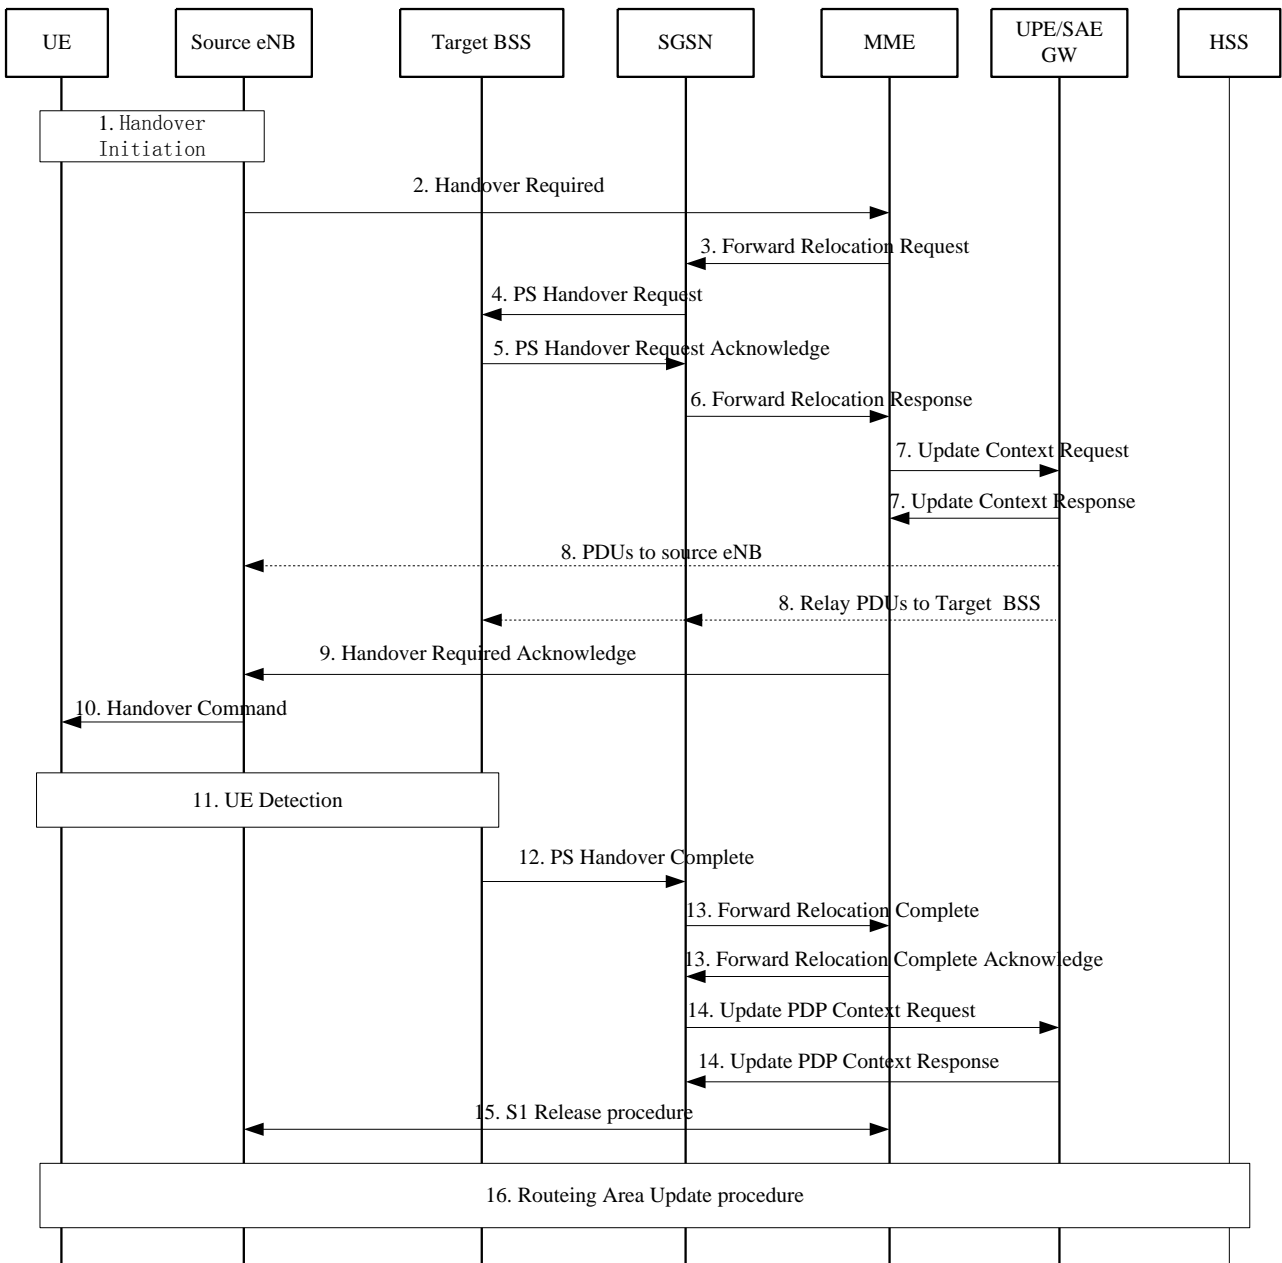 UE
Source eNB
Target BSS
SGSN
MME
UPE/SAE
GW
HSS
1. Handover
Initiation
2. Handover Required
3. Forward Relocation Request
4. PS Handover Request
5. PS Handover Request Acknowledge
6. Forward Relocation Response
7. Update Context Request
7. Update Context Response
8. PDUs to source eNB
8. Relay PDUs to Target BSS
9. Handover Required Acknowledge
10. Handover Command
11. UE Detection
12. PS Handover Complete
13. Forward Relocation Complete
13. Forward Relocation Complete Acknowledge
14. Update PDP Context Request
14. Update PDP Context Response
15. S1 Release procedure
16. Routeing Area Update procedure